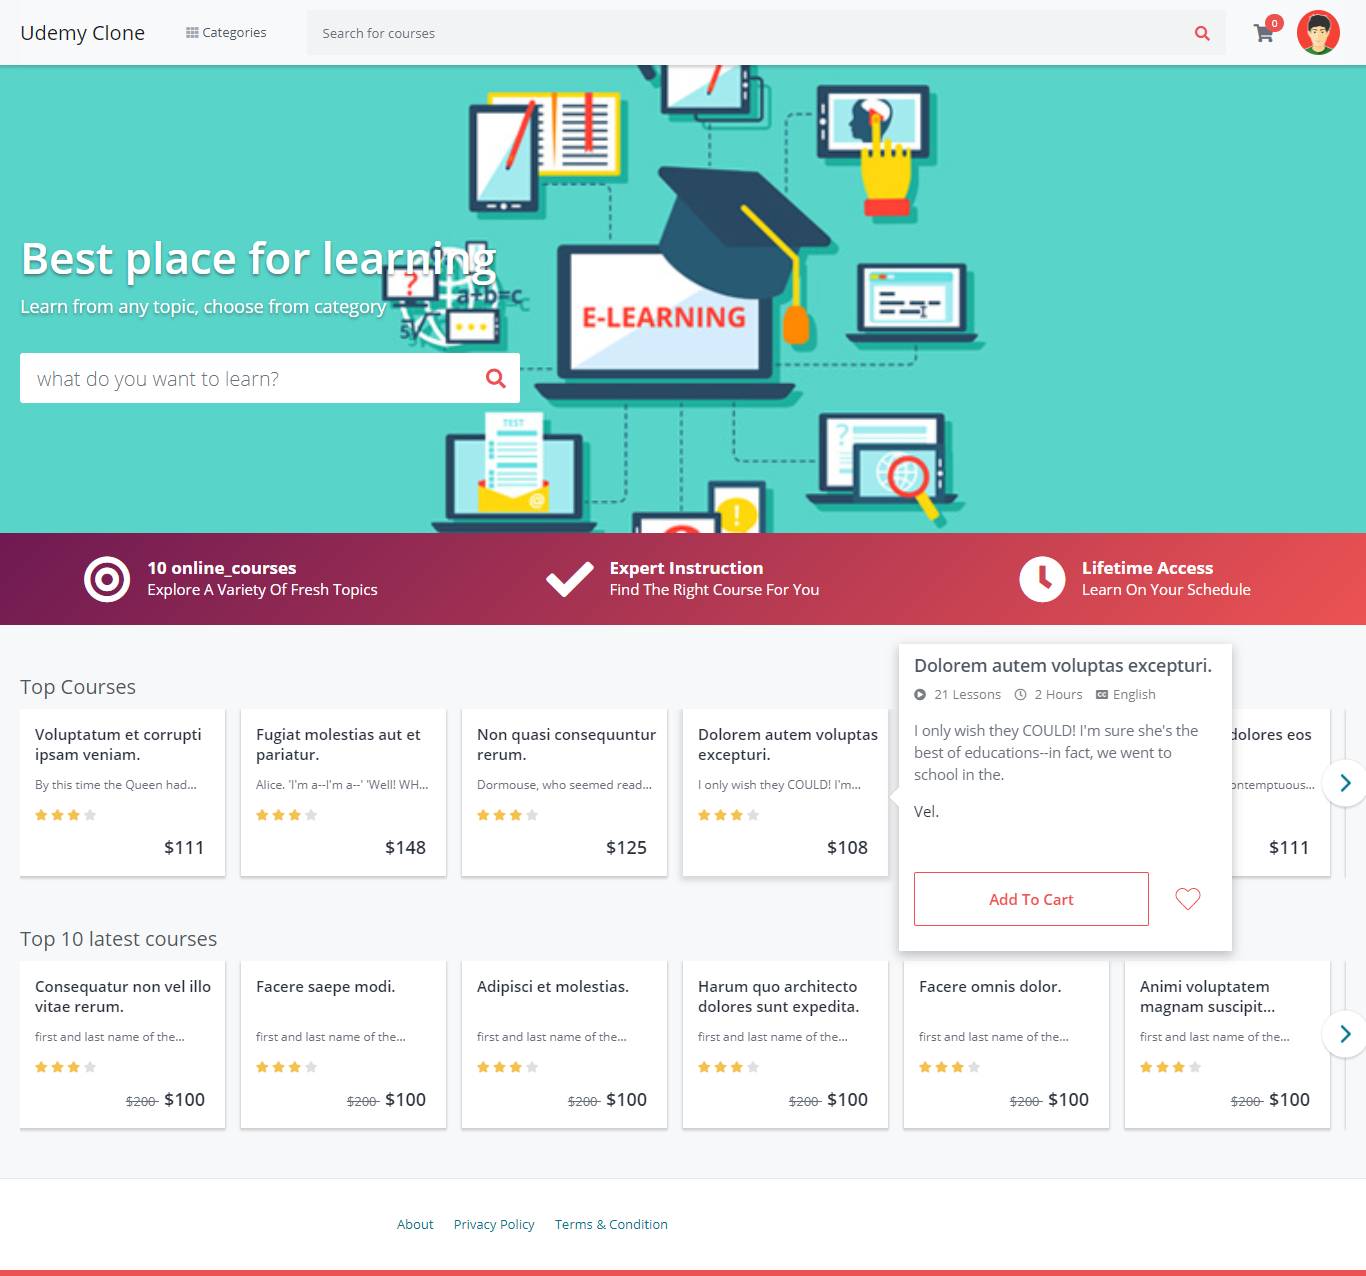 Udemy Clone
Categories
Search for courses
0
Best place for learning
Learn from any topic, choose from category
what do you want to learn?
?
a+b=c
E-LEARNING
TEST
@
?
!
10 online_courses
Explore A Variety Of Fresh Topics
Expert Instruction
Find The Right Course For You
Lifetime Access
Learn On Your Schedule
Top Courses
Voluptatum et corrupti
ipsam veniam.
By this time the Queen had...
$111
Fugiat molestias aut et
pariatur.
Alice. 'I'm a--I'm a--' 'Well! WH...
$148
Non quasi consequuntur
rerum.
Dormouse, who seemed read...
$125
Dolorem autem voluptas
excepturi.
I only wish they COULD! I'm...
$108
Dolorem autem voluptas excepturi.
21 Lessons
2 Hours
CC English
I only wish they COULD! I'm sure she's the
best of educations--in fact, we went to
school in the.
Vel.
Add To Cart
dolores eos
ontemptuous...
$111
Top 10 latest courses
Consequatur non vel illo
vitae rerum.
first and last name of the...
$200 $100
Facere saepe modi.
first and last name of the...
$200 $100
Adipisci et molestias.
first and last name of the...
$200 $100
Harum quo architecto
dolores sunt expedita.
first and last name of the...
$200 $100
Facere omnis dolor.
first and last name of the...
$200 $100
Animi voluptatem
magnam suscipit...
first and last name of the...
$200 $100
About
Privacy Policy
Terms & Condition